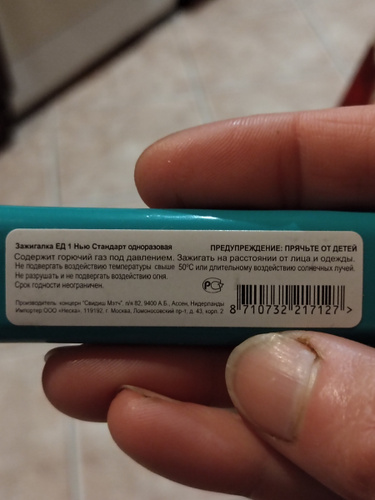 Зажигалка ЕД 1 Нью Стандарт одноразовая ПРЕДУПРЕЖДЕНИЕ: ПРЯЧЬТЕ ОТ ДЕТЕЙ
Содержит горючий газ под давлением. Зажигать на расстоянии от лица и одежды.
Не подвергать воздействию температуры свыше 50°С или длительному воздействию солнечных лучей.
Не разрушать и не подвергать воздействию огня.
Срок годности неограничен.
РСТ
Производитель: концерн "Свидиш Мэтч", п/я 82, 9400 А.Б., Ассен, Нидерланды
Импортер ООО «Неска», 119192, г. Москва, Ломоносовский пр-т, д. 43, корп. 2
8 710732 217127 >